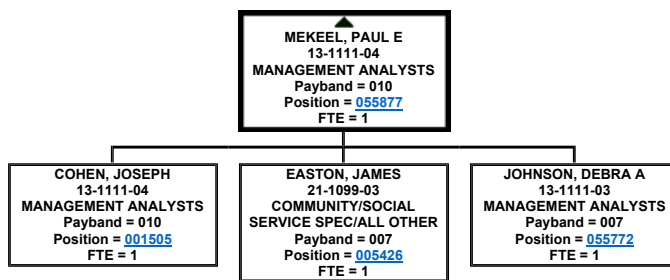 MEKEEL, PAUL E
13-1111-04
MANAGEMENT ANALYSTS
Payband = 010
Position = 055877
FTE = 1
COHEN, JOSEPH
13-1111-04
MANAGEMENT ANALYSTS
Payband = 010
Position = 001505
FTE = 1
EASTON, JAMES
21-1099-03
COMMUNITY/SOCIAL
SERVICE SPEC/ALL OTHER
Payband = 007
Position = 005426
FTE = 1
JOHNSON, DEBRA A
13-1111-03
MANAGEMENT ANALYSTS
Payband = 007
Position = 055772
FTE = 1